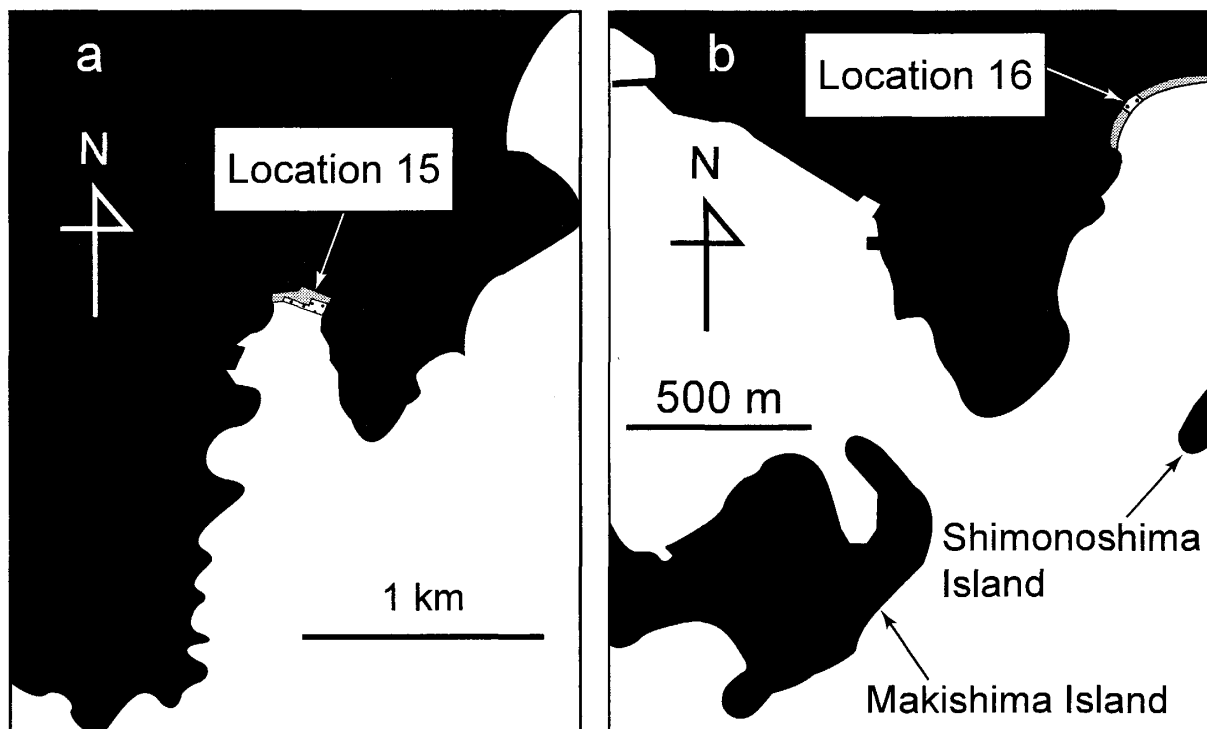 a
N
Location 15
1 km
b
Location 16
N
500 m
Shimonoshima
Island
Makishima Island